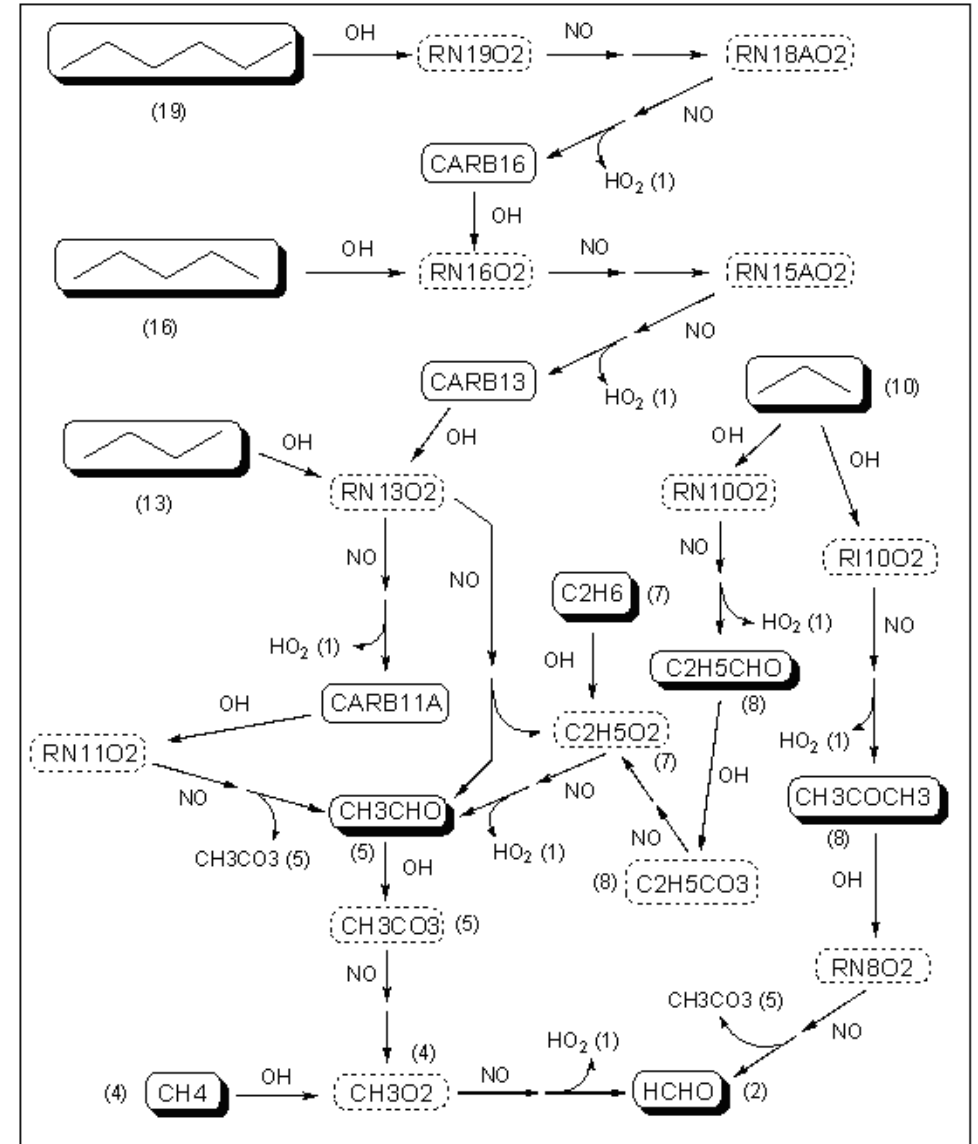 OH
RN19O2
NO
RN18AO2
(19)
NO
CARB16
HO2 (1)
OH
OH
RN16O2
NO
RN15AO2
(16)
NO
CARB13
HO2 (1)
(10)
OH
OH
OH
OH
(13)
RN13O2
RN10O2
NO
NO
NO
RI10O2
C2H6
(7)
HO2 (1)
NO
HO2 (1)
OH
C2H5CHO
(8)
OH
CARB11A
RN11O2
C2H5O2
(7)
HO2 (1)
NO
CH3CHO
(5)
NO
OH
CH3COCH3
(8)
CH3CO3 (5)
HO2 (1)
NO
OH
(8)
C2H5CO3
OH
CH3CO3
(5)
NO
RN8O2
CH3CO3 (5)
NO
(4)
HO2 (1)
(4)
CH4
OH
CH3O2
NO
HCHO
(2)